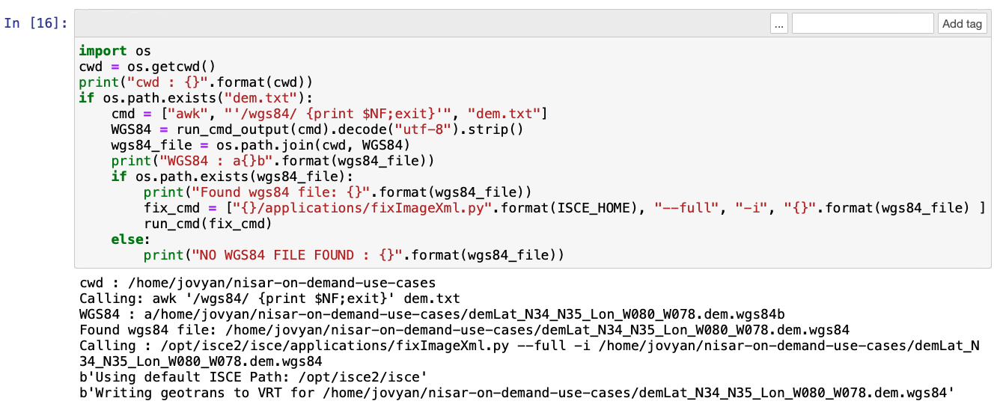 In [16]:
... Add tag
import os
cwd = os.getcwd()
print("cwd : {}".format(cwd))
if os.path.exists("dem.txt"):
    cmd = ["awk", "'/wgs84/ {print $NF;exit}'", "dem.txt"]
    WGS84 = run_cmd_output(cmd).decode("utf-8").strip()
    wgs84_file = os.path.join(cwd, WGS84)
    print("WGS84 : a{}b".format(wgs84_file))
    if os.path.exists(wgs84_file):
        print("Found wgs84 file: {}".format(wgs84_file))
        fix_cmd = ["{}/applications/fixImageXml.py".format(ISCE_HOME), "--full", "-i", "{}".format(wgs84_file) ]
        run_cmd(fix_cmd)
    else:
        print("NO WGS84 FILE FOUND : {}".format(wgs84_file))
cwd : /home/jovyan/nisar-on-demand-use-cases
Calling: awk '/wgs84/ {print $NF;exit}' dem.txt
WGS84 : a/home/jovyan/nisar-on-demand-use-cases/demLat_N34_N35_Lon_W080_W078.dem.wgs84b
Found wgs84 file: /home/jovyan/nisar-on-demand-use-cases/demLat_N34_N35_Lon_W080_W078.dem.wgs84
Calling : /opt/isce2/isce/applications/fixImageXml.py --full -i /home/jovyan/nisar-on-demand-use-cases/demLat_N
34_N35_Lon_W080_W078.dem.wgs84
b'Using default ISCE Path: /opt/isce2/isce'
b'Writing geotrans to VRT for /home/jovyan/nisar-on-demand-use-cases/demLat_N34_N35_Lon_W080_W078.dem.wgs84'